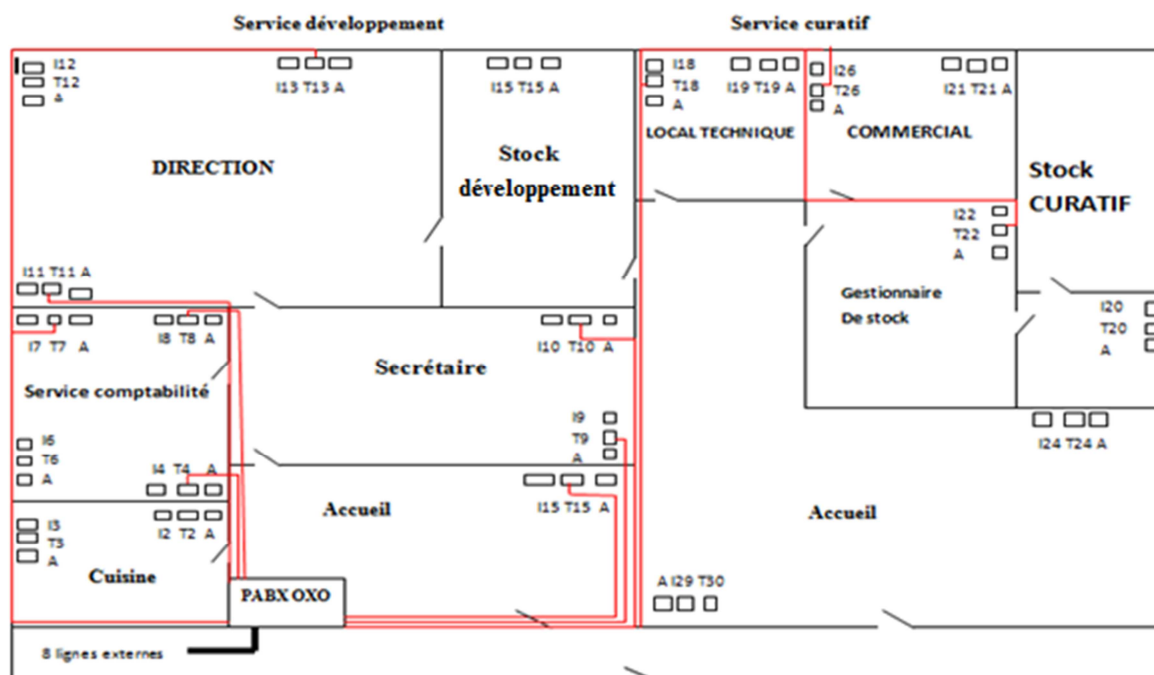 Service développement
Service curatif
I12
T12
A
I13 T13 A
I15 T15 A
I18
T18
A
I19 T19 A
I26
T26
A
I21 T21 A
LOCAL TECHNIQUE
COMMERCIAL
DIRECTION
Stock
développement
Stock
CURATIF
I22
T22
A
I11 T11 A
Gestionnaire
De stock
I20
T20
A
I7 T7 A
I8 T8 A
I10 T10 A
Secrétaire
Service comptabilité
I9
T9
A
I24 T24 A
I6
T6
A
I4 T4 A
I15 T15 A
Accueil
Accueil
I3
T3
A
I2 T2 A
Cuisine
PABX OXO
A I29 T30
8 lignes externes